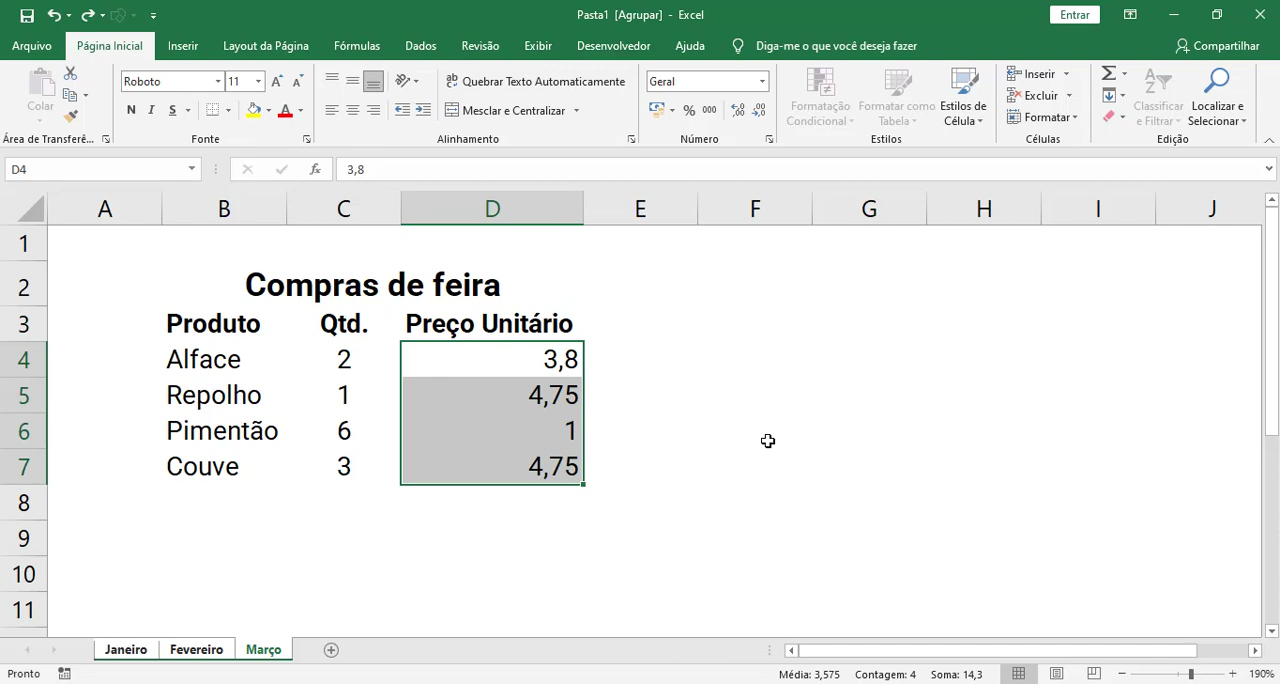 Pasta1 [Agrupar] - Excel
Entrar
Arquivo Página Inicial Inserir Layout da Página Fórmulas Dados Revisão Exibir Desenvolvedor Ajuda Diga-me o que você deseja fazer Compartilhar
Colar
Roboto 11
Quebrar Texto Automaticamente
Geral
Formatação Condicional
Formatar como Tabela
Estilos de Célula
Inserir
Excluir
Formatar
Classificar e Filtrar
Localizar e Selecionar
N I S
Mesclar e Centralizar
% 000
Área de Transferê... Fonte Alinhamento Número Estilos Células Edição
D4 fx 3,8
A B C D E F G H I J
1
2 Compras de feira
3 Produto Qtd. Preço Unitário
4 Alface 2 3,8
5 Repolho 1 4,75
6 Pimentão 6 1
7 Couve 3 4,75
8
9
10
11
Janeiro Fevereiro Março
Pronto Média: 3,575 Contagem: 4 Soma: 14,3 190%